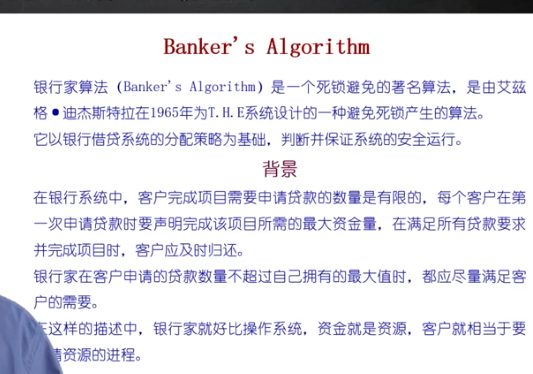 Banker's Algorithm
银行家算法（Banker's Algorithm）是一个死锁避免的著名算法，是由艾兹
格●迪杰斯特拉在1965年为T.H.E系统设计的一种避免死锁产生的算法。
它以银行借贷系统的分配策略为基础，判断并保证系统的安全运行。
背景
在银行系统中，客户完成项目需要申请贷款的数量是有限的，每个客户在第
一次申请贷款时要声明完成该项目所需的最大资金量，在满足所有贷款要求
并完成项目时，客户应及时归还。
银行家在客户申请的贷款数量不超过自己拥有的最大值时，都应尽量满足客
户的需要。
在这样的描述中，银行家就好比操作系统，资金就是资源，客户就相当于要
请资源的进程。